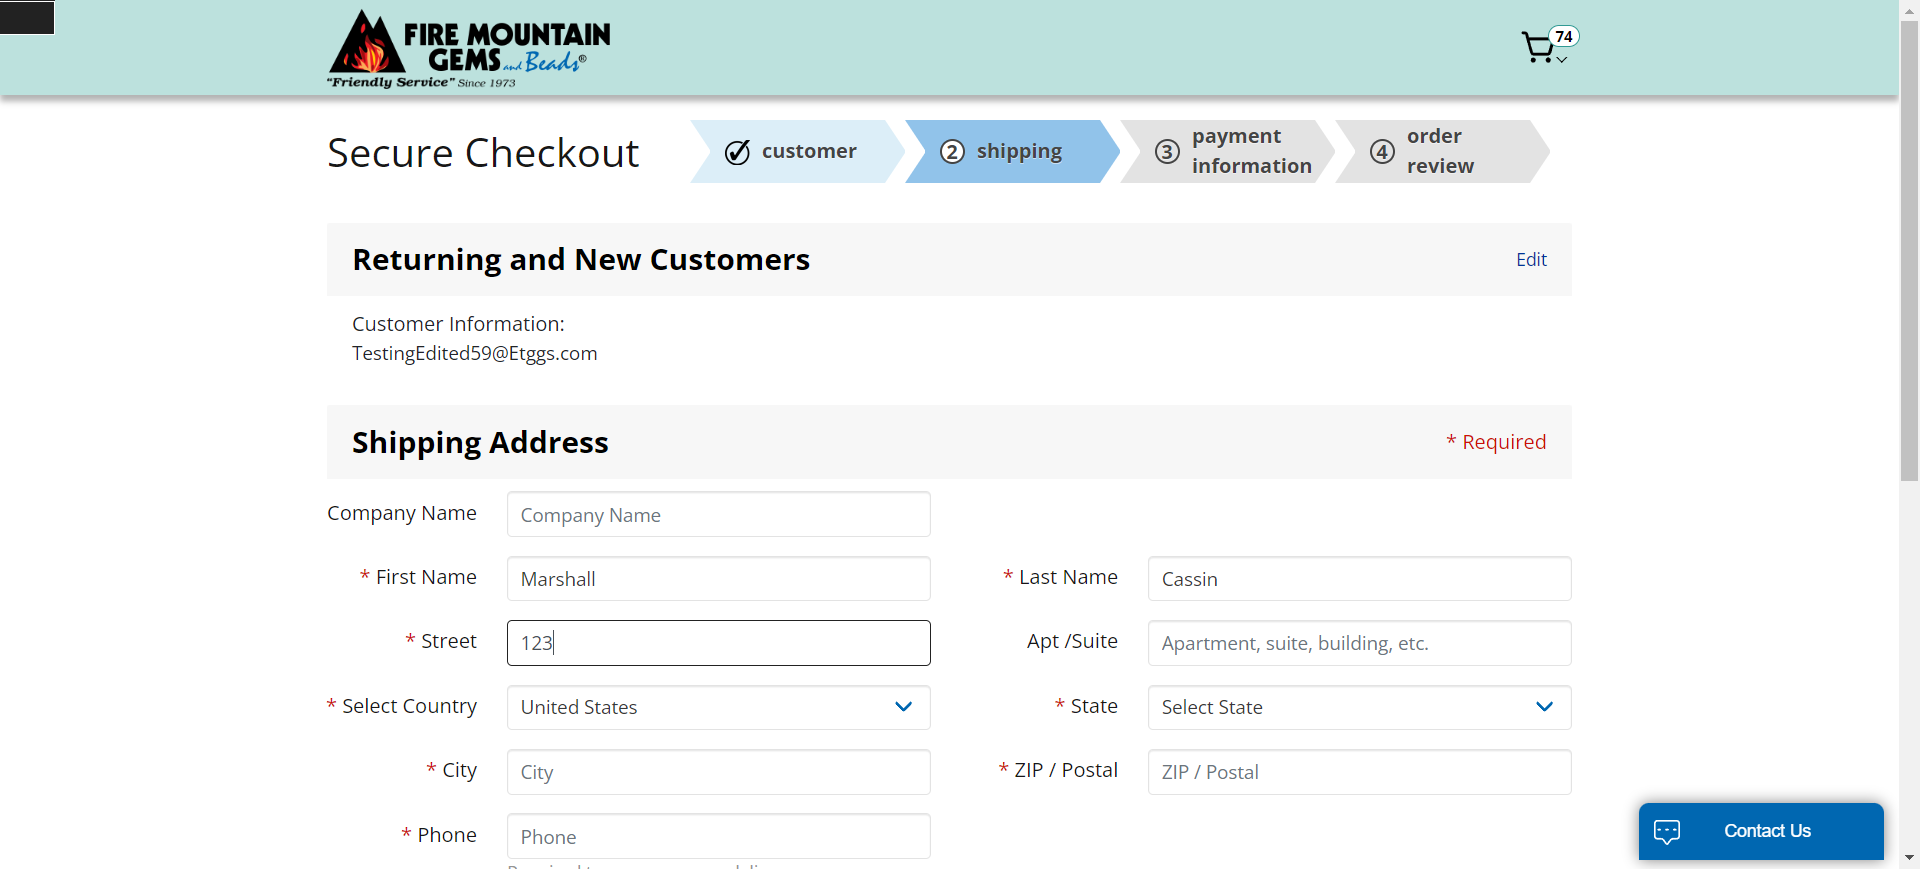 FIRE MOUNTAIN
GEMS and Beads®
"Friendly Service" Since 1973
74
Secure Checkout
customer
2 shipping
3 payment information
4 order review
Returning and New Customers
Edit
Customer Information:
TestingEdited59@Etggs.com
Shipping Address
* Required
Company Name
Company Name
* First Name
Marshall
* Last Name
Cassin
* Street
123
Apt /Suite
Apartment, suite, building, etc.
* Select Country
United States
* State
Select State
* City
City
* ZIP / Postal
ZIP / Postal
* Phone
Phone
Contact Us